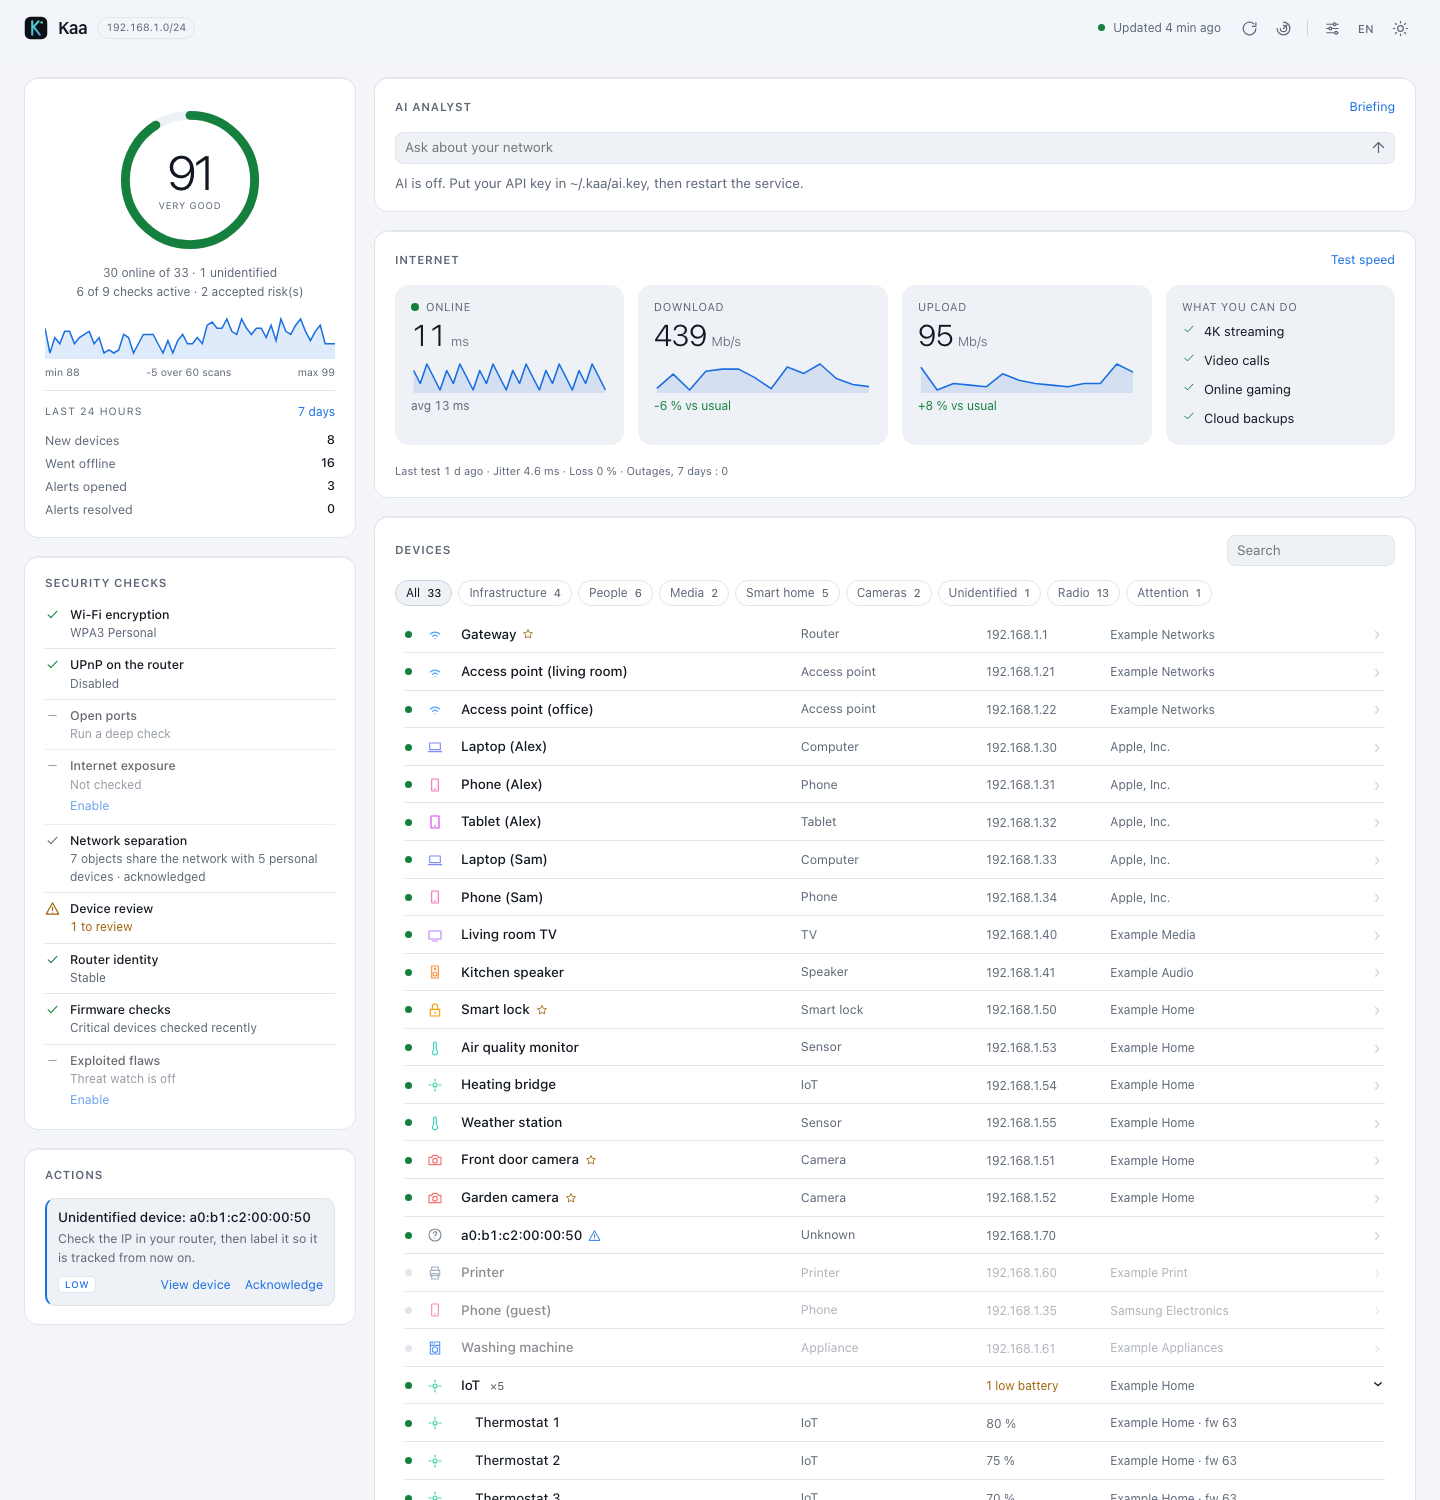 Kaa
192.168.1.0/24
Updated 4 min ago
EN
91
VERY GOOD
30 online of 33 · 1 unidentified
6 of 9 checks active · 2 accepted risk(s)
min 88 -5 over 60 scans max 99
LAST 24 HOURS 7 days
New devices 8
Went offline 16
Alerts opened 3
Alerts resolved 0
SECURITY CHECKS
Wi-Fi encryption
WPA3 Personal
UPnP on the router
Disabled
Open ports
Run a deep check
Internet exposure
Not checked
Enable
Network separation
7 objects share the network with 5 personal
devices · acknowledged
Device review
1 to review
Router identity
Stable
Firmware checks
Critical devices checked recently
Exploited flaws
Threat watch is off
Enable
ACTIONS
Unidentified device: a0:b1:c2:00:00:50
Check the IP in your router, then label it so it
is tracked from now on.
LOW View device Acknowledge
AI ANALYST Briefing
Ask about your network
AI is off. Put your API key in ~/.kaa/ai.key, then restart the service.
INTERNET Test speed
ONLINE
11 ms
avg 13 ms
DOWNLOAD
439 Mb/s
-6 % vs usual
UPLOAD
95 Mb/s
+8 % vs usual
WHAT YOU CAN DO
4K streaming
Video calls
Online gaming
Cloud backups
Last test 1 d ago · Jitter 4.6 ms · Loss 0 % · Outages, 7 days : 0
DEVICES Search
All 33 Infrastructure 4 People 6 Media 2 Smart home 5 Cameras 2 Unidentified 1 Radio 13 Attention 1
Gateway Router 192.168.1.1 Example Networks
Access point (living room) Access point 192.168.1.21 Example Networks
Access point (office) Access point 192.168.1.22 Example Networks
Laptop (Alex) Computer 192.168.1.30 Apple, Inc.
Phone (Alex) Phone 192.168.1.31 Apple, Inc.
Tablet (Alex) Tablet 192.168.1.32 Apple, Inc.
Laptop (Sam) Computer 192.168.1.33 Apple, Inc.
Phone (Sam) Phone 192.168.1.34 Apple, Inc.
Living room TV TV 192.168.1.40 Example Media
Kitchen speaker Speaker 192.168.1.41 Example Audio
Smart lock Smart lock 192.168.1.50 Example Home
Air quality monitor Sensor 192.168.1.53 Example Home
Heating bridge IoT 192.168.1.54 Example Home
Weather station Sensor 192.168.1.55 Example Home
Front door camera Camera 192.168.1.51 Example Home
Garden camera Camera 192.168.1.52 Example Home
a0:b1:c2:00:00:50 Unknown 192.168.1.70
Printer Printer 192.168.1.60 Example Print
Phone (guest) Phone 192.168.1.35 Samsung Electronics
Washing machine Appliance 192.168.1.61 Example Appliances
IoT ×5 1 low battery Example Home
Thermostat 1 IoT 80 % Example Home · fw 63
Thermostat 2 IoT 75 % Example Home · fw 63
Thermostat 3 IoT 70 % Example Home · fw 63